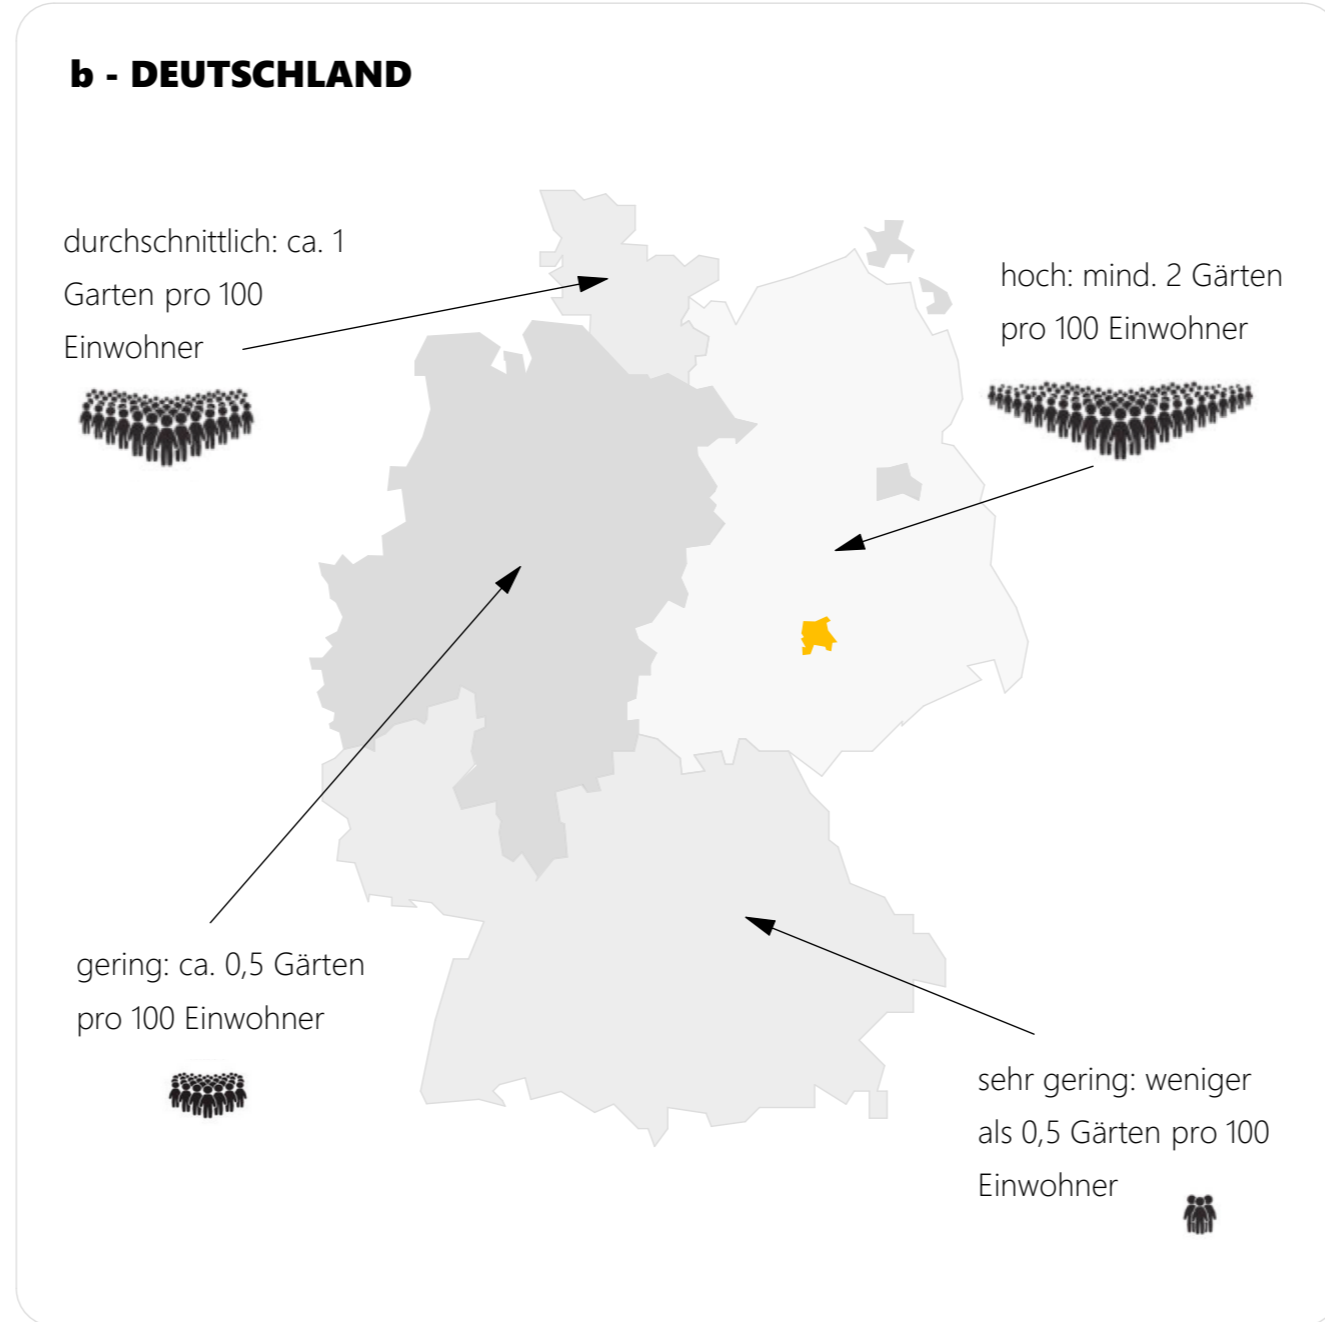 b - DEUTSCHLAND
durchschnittlich: ca. 1
Garten pro 100
Einwohner
hoch: mind. 2 Gärten
pro 100 Einwohner
gering: ca. 0,5 Gärten
pro 100 Einwohner
sehr gering: weniger
als 0,5 Gärten pro 100
Einwohner